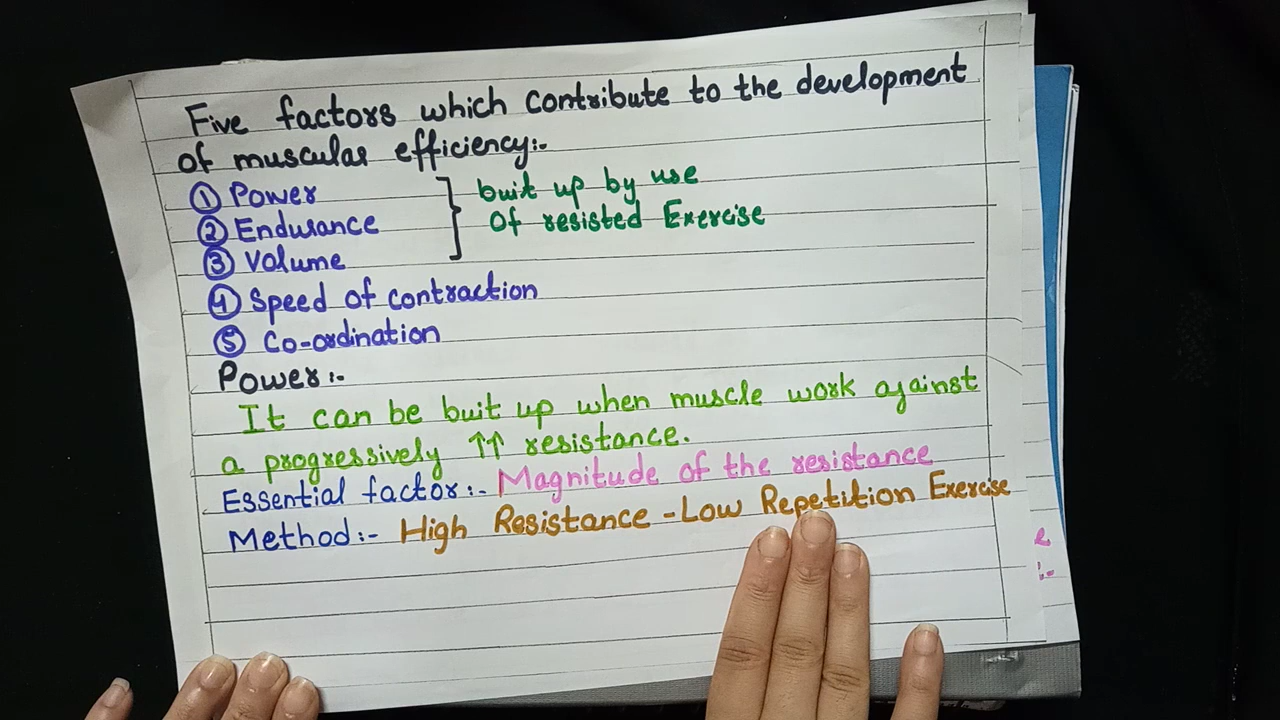 Five factors which contribute to the development
of muscular efficiency:-
① Power
② Endurance
③ Volume
buit up by use
Of resisted Exercise
④ Speed of contraction
⑤ Co-ordination
Power:-
It can be buit up when muscle work against
a progressively ↑↑ resistance.
Essential factor:- Magnitude of the resistance
Method:- High Resistance - Low Repetition Exercise